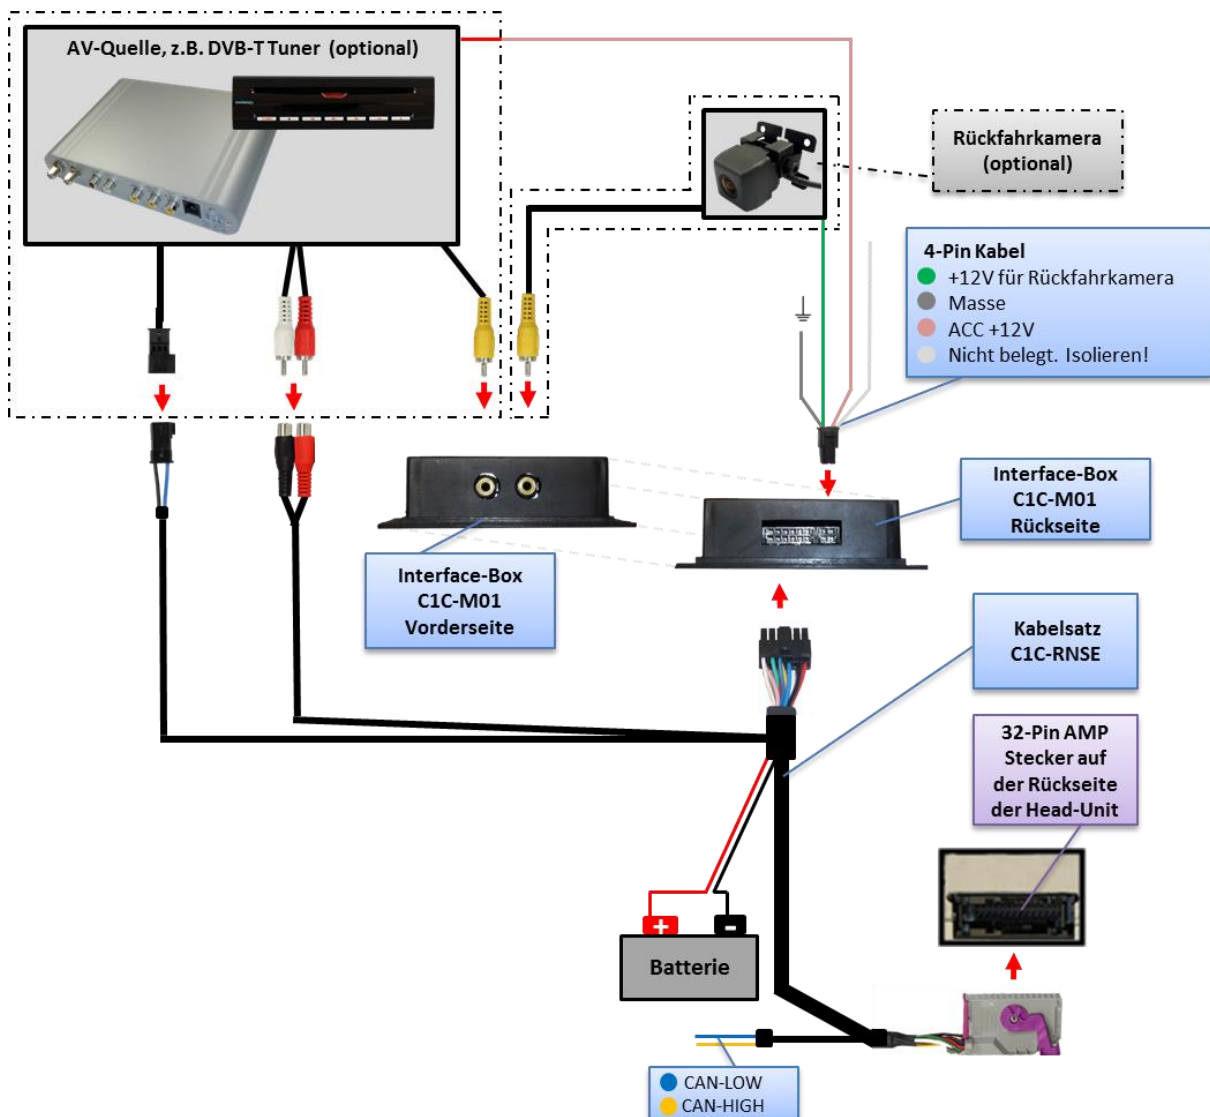 AV-Quelle, z.B. DVB-T Tuner (optional)
Rückfahrkamera
(optional)
4-Pin Kabel
+12V für Rückfahrkamera
Masse
ACC +12V
Nicht belegt. Isolieren!
Interface-Box
C1C-M01
Rückseite
Interface-Box
C1C-M01
Vorderseite
Kabelsatz
C1C-RNSE
32-Pin AMP
Stecker auf
der Rückseite
der Head-Unit
+ -
Batterie
CAN-LOW
CAN-HIGH